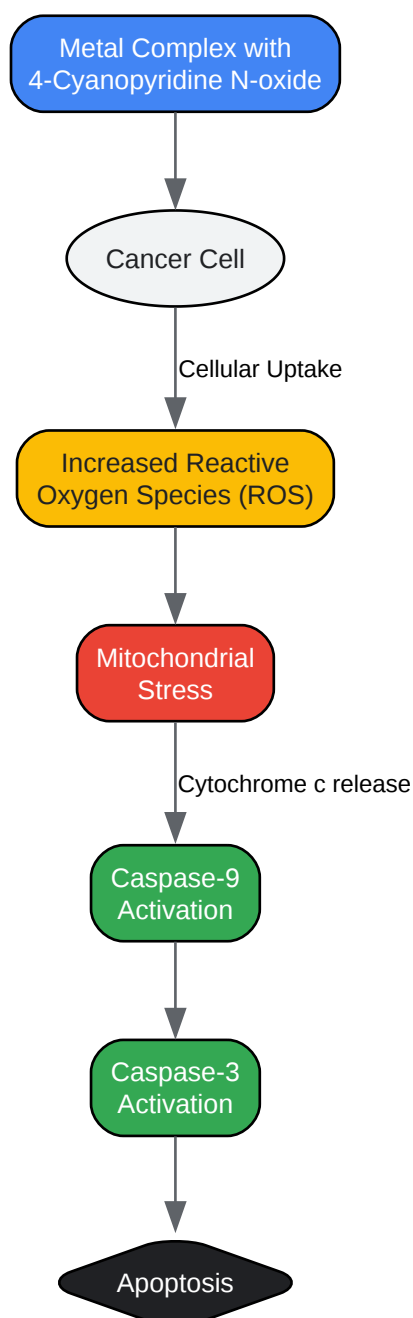 Metal Complex with
4-Cyanopyridine N-oxide
Cancer Cell
Cellular Uptake
Increased Reactive
Oxygen Species (ROS)
Mitochondrial
Stress
Cytochrome c release
Caspase-9
Activation
Caspase-3
Activation
Apoptosis